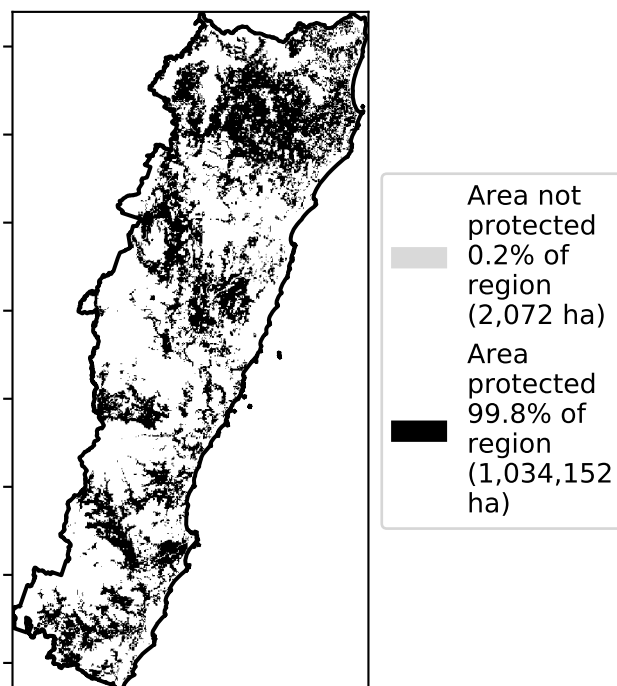 Area not
protected
0.2% of
region
(2,072 ha)
Area
protected
99.8% of
region
(1,034,152
ha)